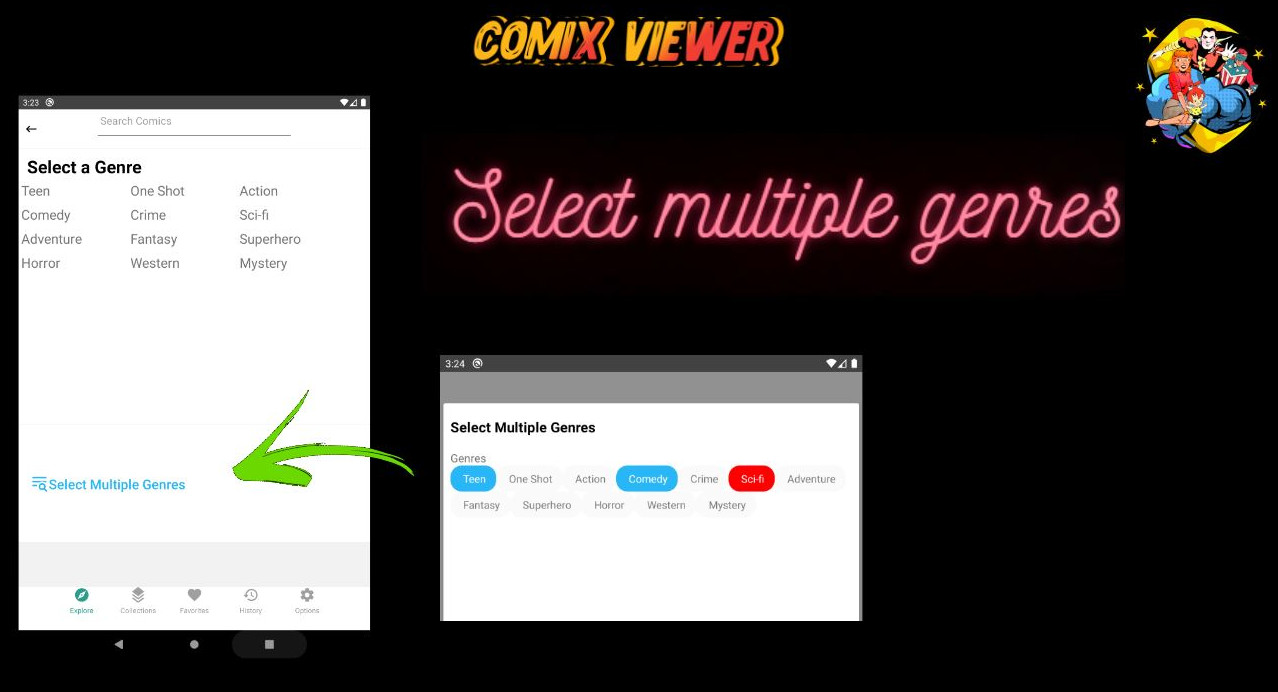 COMIX VIEWER
3:23
Search Comics
Select a Genre
Teen One Shot Action
Comedy Crime Sci-fi
Adventure Fantasy Superhero
Horror Western Mystery
Select Multiple Genres
Explore Collections Favorites History Options
Select multiple genres
3:24
Select Multiple Genres
Genres
Teen One Shot Action Comedy Crime Sci-fi Adventure
Fantasy Superhero Horror Western Mystery